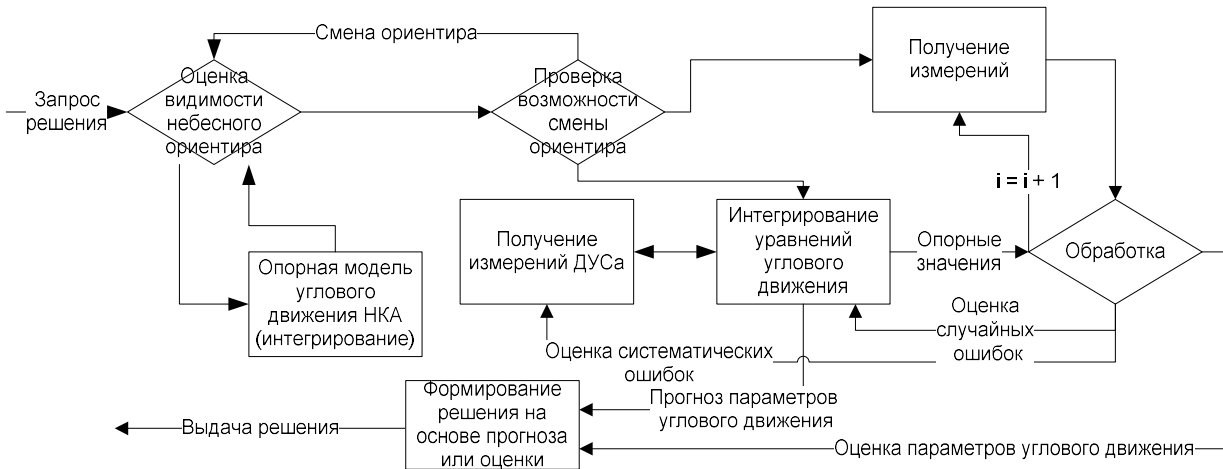 Смена ориентира
Запрос
решения
Оценка
видимости
небесного
ориентира
Проверка
возможности
смены
ориентира
Получение
измерений
i = i + 1
Опорная модель
углового
движения НКА
(интегрирование)
Получение
измерений ДУСа
Интегрирование
уравнений
углового
движения
Опорные
значения
Обработка
Оценка
случайных
ошибок
Оценка систематических
ошибок
Прогноз параметров
углового движения
Формирование
решения на
основе прогноза
или оценки
Выдача решения
Оценка параметров углового движения